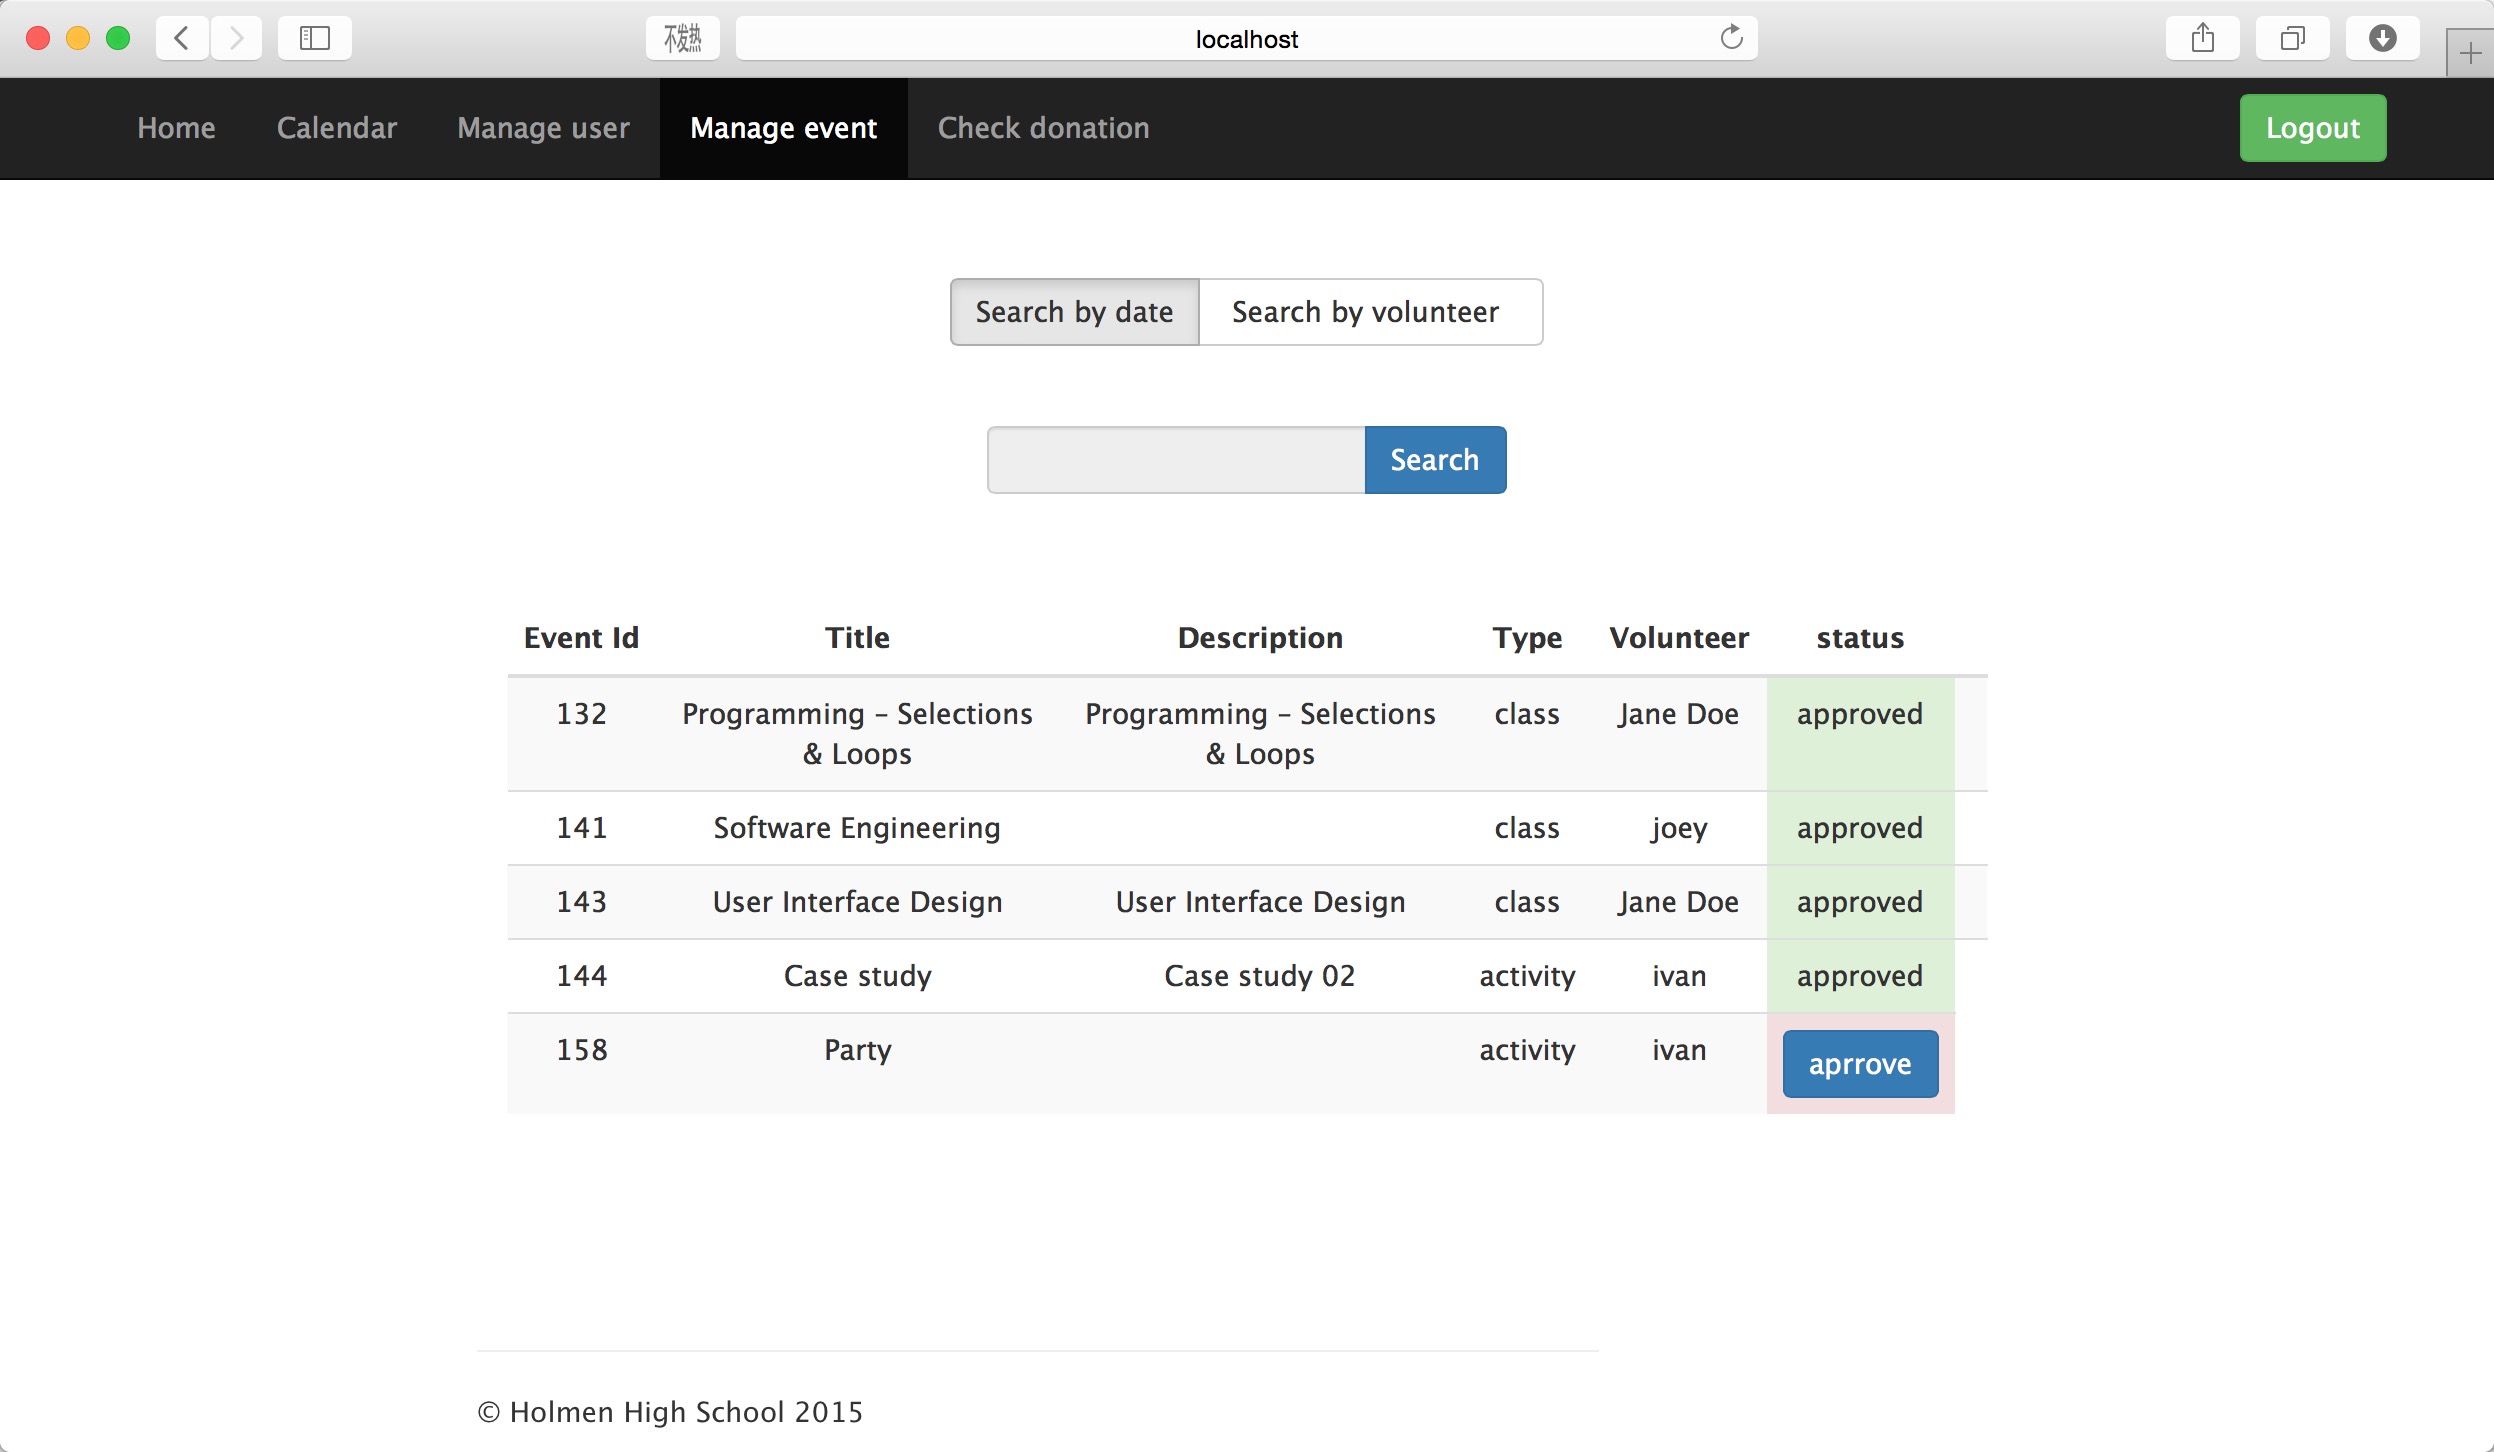 不发热
localhost
Home Calendar Manage user Manage event Check donation Logout
Search by date Search by volunteer
Search
Event Id Title Description Type Volunteer status
132 Programming – Selections Programming – Selections class Jane Doe approved
& Loops & Loops
141 Software Engineering class joey approved
143 User Interface Design User Interface Design class Jane Doe approved
144 Case study Case study 02 activity ivan approved
158 Party activity ivan aprrove
© Holmen High School 2015